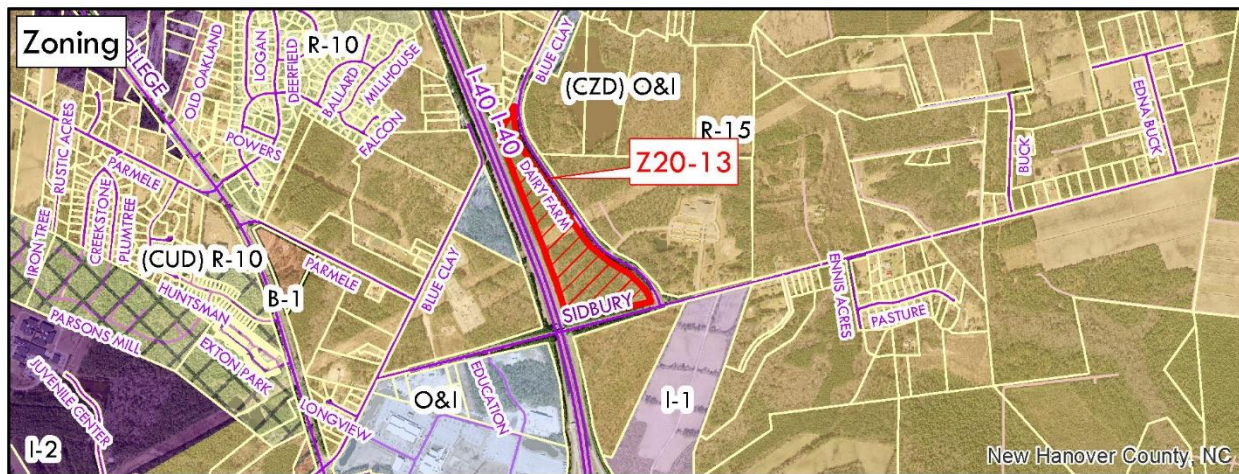 Zoning
R-10
COLLEGE
OLD OAKLAND
LOGAN
DEERFIELD
BALLARD
MILLHOUSE
FALCON
POWERS
I-40
I-40
BLUE CLAY
(CZD) O&I
R-15
Z20-13
DAIRY FARM
BUCK
EDNA BUCK
RUSTIC ACRES
PARMELE
IRON TREE
CREEKSTONE
PLUMTREE
(CUD) R-10
B-1
PARMELE
BLUE CLAY
HUNTSMAN
EXTON PARK
PARSONS MILL
JUVENILE CENTER
LONGVIEW
O&I
EDUCATION
SIDBURY
I-1
ENNIS ACRES
PASTURE
I-2
New Hanover County, NC